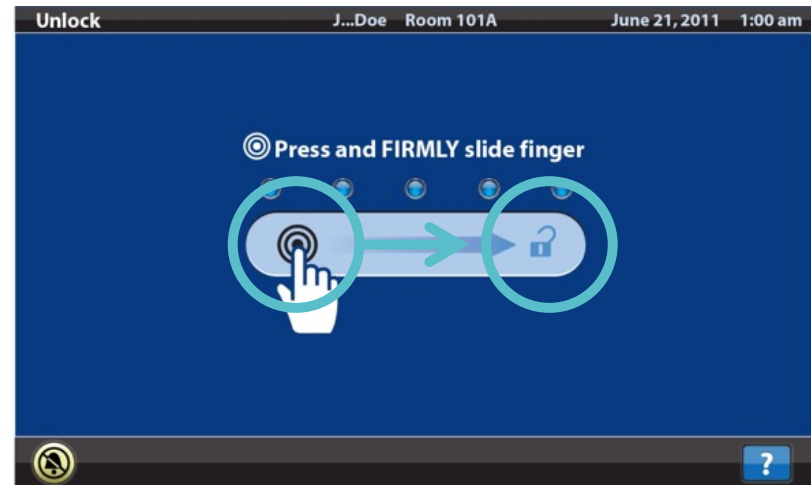 Unlock J...Doe Room 101A June 21, 2011 1:00 am
Press and FIRMLY slide finger
?